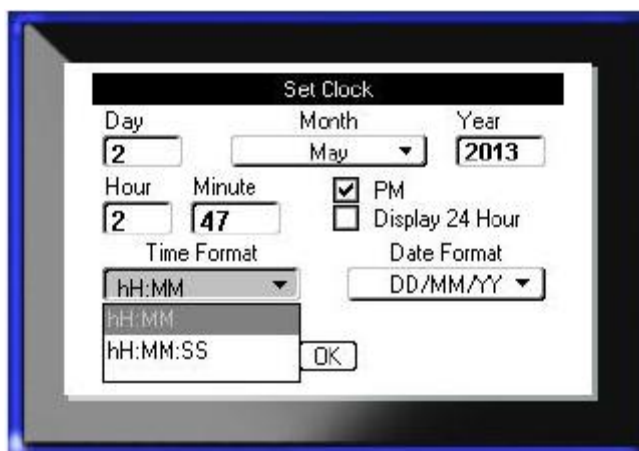 Set Clock
Day Month Year
2 May 2013
Hour Minute PM
2 47 Display 24 Hour
Time Format Date Format
hH:MM DD/MM/YY
hH:MM
hH:MM:SS
OK